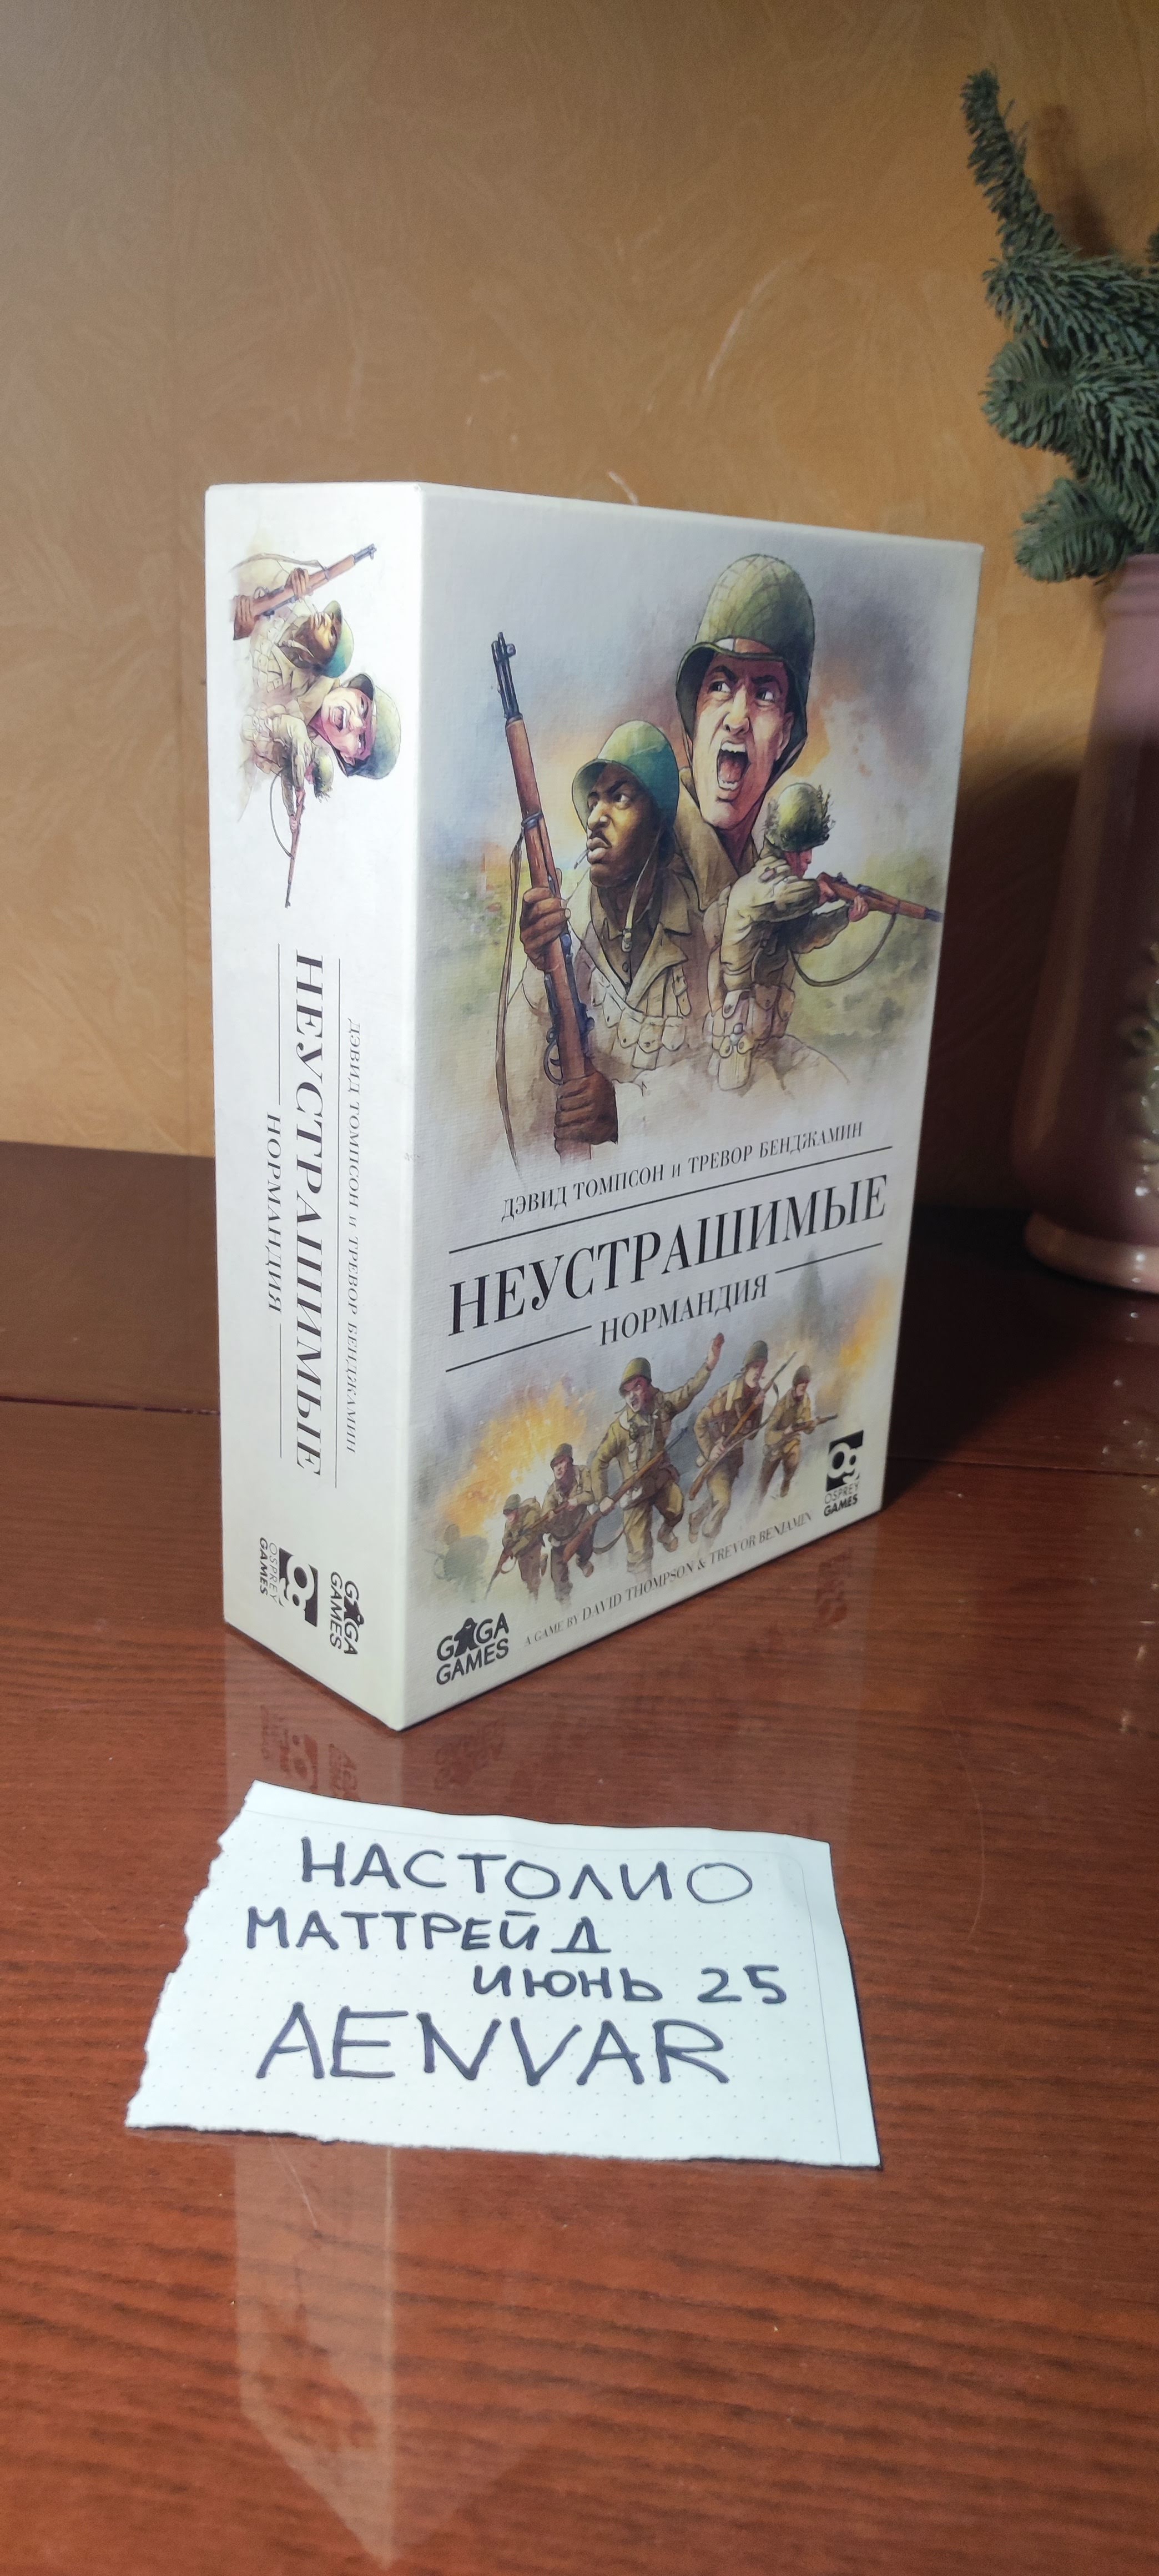 ДЭВИД ТОМПСОН и ТРЕВОР БЕНДЖАМИН
НЕУСТРАШИМЫЕ
НОРМАНДИЯ
OSPREY
GAMES
GAGA
GAMES
ДЭВИД ТОМПСОН и ТРЕВОР БЕНДЖАМИН
НЕУСТРАШИМЫЕ
НОРМАНДИЯ
OSPREY
GAMES
A GAME BY DAVID THOMPSON & TREVOR BENJAMIN
GAGA
GAMES
НАСТОЛИО
МАТТРЕЙД
ИЮНЬ 25
AENVAR